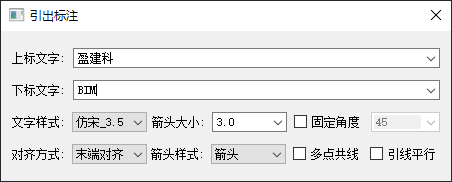 引出标注
上标文字： 盈建科
下标文字： BIM
文字样式： 仿宋_3.5 箭头大小： 3.0 固定角度 45
对齐方式： 末端对齐 箭头样式： 箭头 多点共线 引线平行